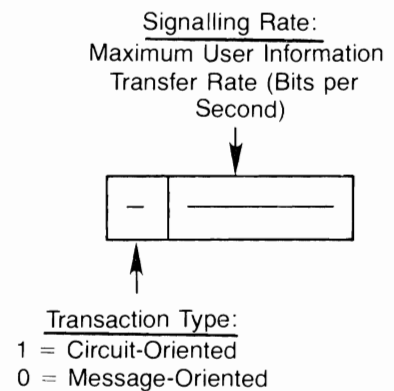 Signalling Rate:
Maximum User Information
Transfer Rate (Bits per
Second)
Transaction Type:
1 = Circuit-Oriented
0 = Message-Oriented